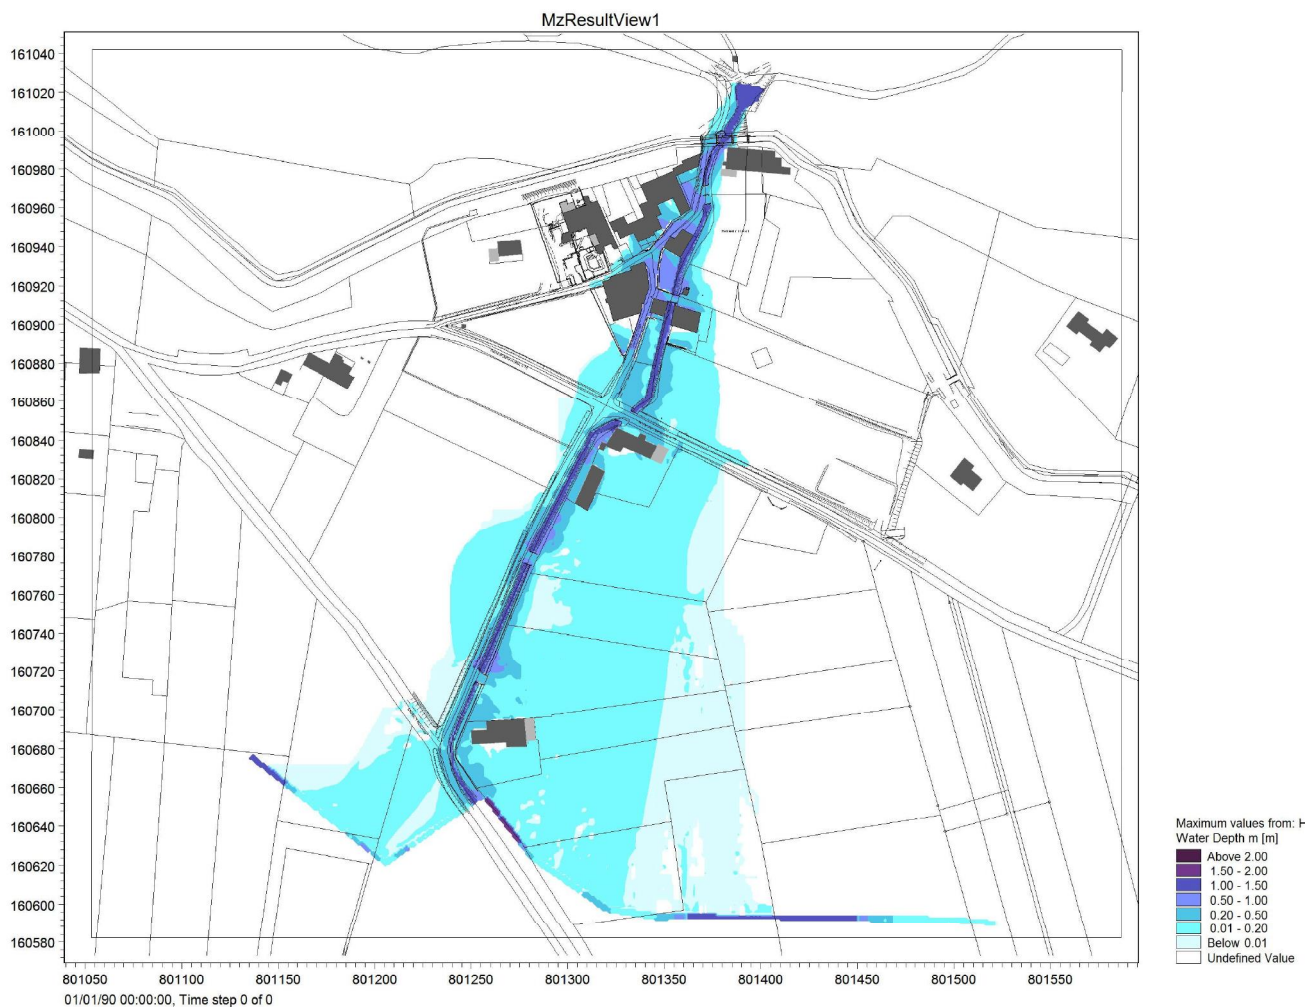 MzResultView1
161040
161020
161000
160980
160960
160940
160920
160900
160880
160860
160840
160820
160800
160780
160760
160740
160720
160700
160680
160660
160640
160620
160600
160580
801050 801100 801150 801200 801250 801300 801350 801400 801450 801500 801550
01/01/90 00:00:00, Time step 0 of 0
Maximum values from: H
Water Depth m [m]
Above 2.00
1.50 - 2.00
1.00 - 1.50
0.50 - 1.00
0.20 - 0.50
0.01 - 0.20
Below 0.01
Undefined Value